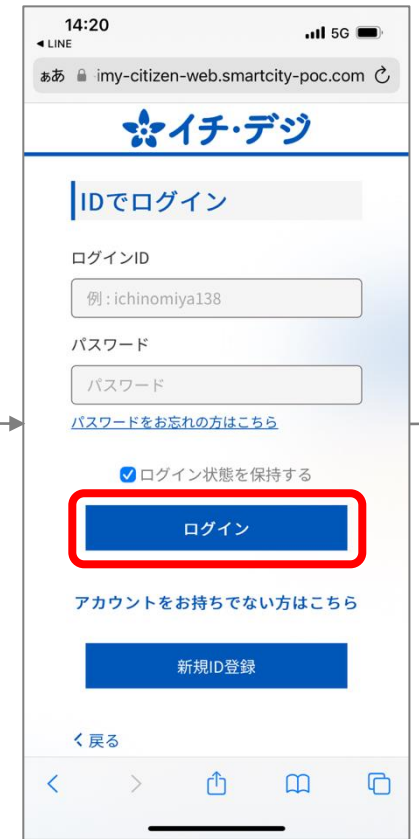 14:20
5G
◀ LINE
ああ imy-citizen-web.smartcity-poc.com
イチ・デジ
IDでログイン
ログインID
例 : ichinomiya138
パスワード
パスワード
パスワードをお忘れの方はこちら
ログイン状態を保持する
ログイン
アカウントをお持ちでない方はこちら
新規ID登録
戻る